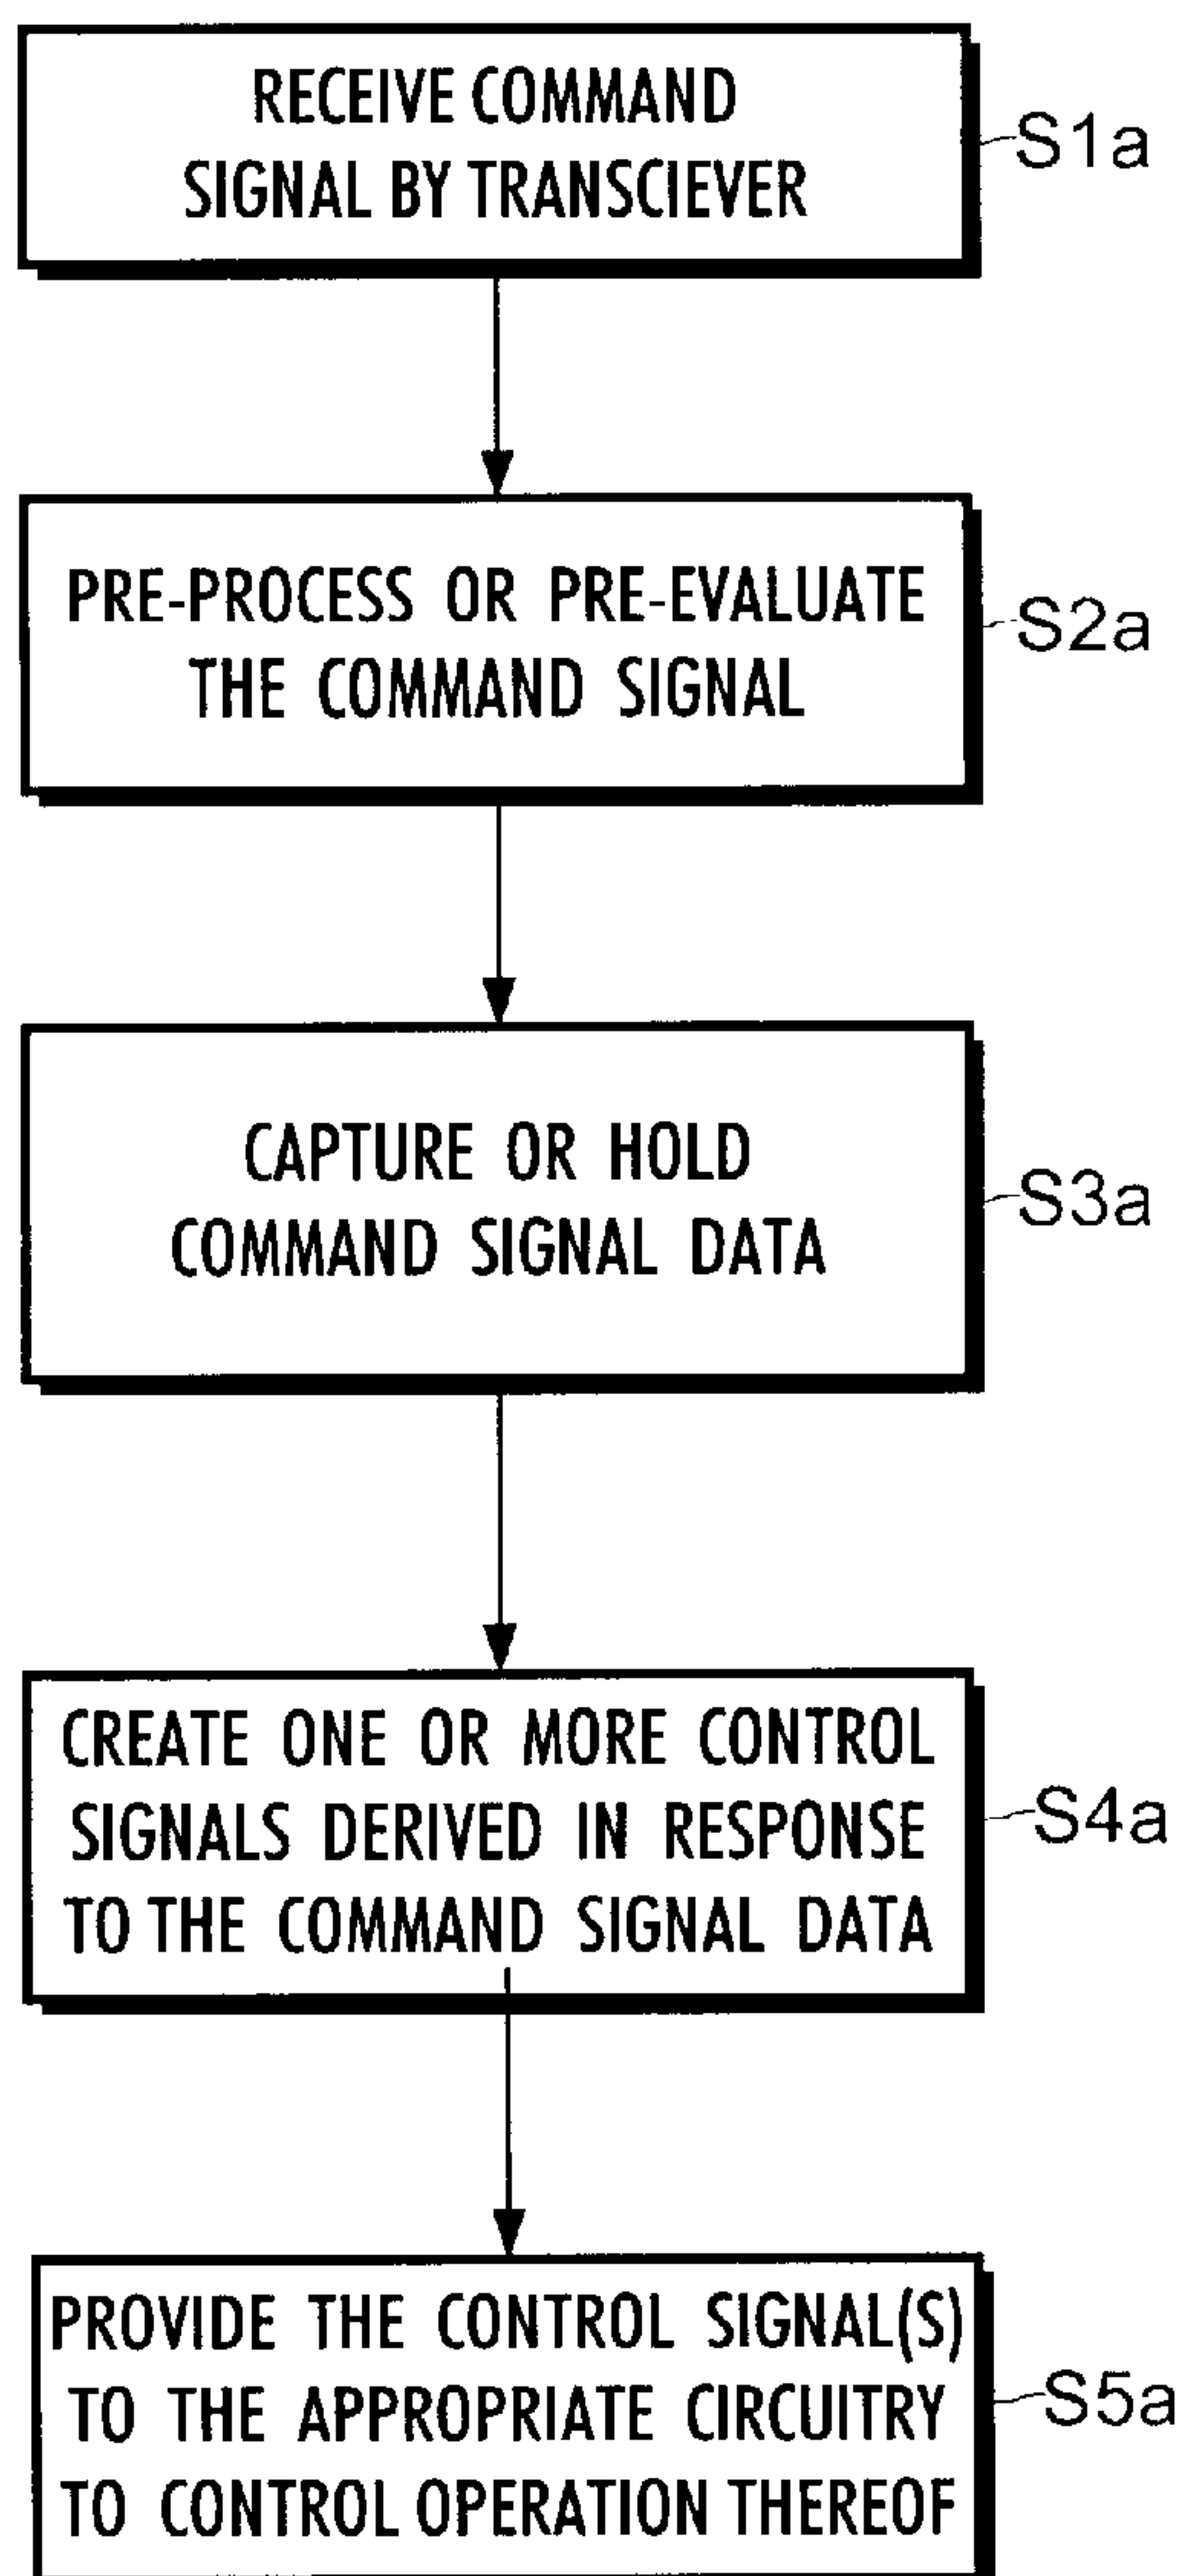 RECEIVE COMMAND
SIGNAL BY TRANSCIEVER
S1a
PRE-PROCESS OR PRE-EVALUATE
THE COMMAND SIGNAL
S2a
CAPTURE OR HOLD
COMMAND SIGNAL DATA
S3a
CREATE ONE OR MORE CONTROL
SIGNALS DERIVED IN RESPONSE
TO THE COMMAND SIGNAL DATA
S4a
PROVIDE THE CONTROL SIGNAL(S)
TO THE APPROPRIATE CIRCUITRY
TO CONTROL OPERATION THEREOF
S5a